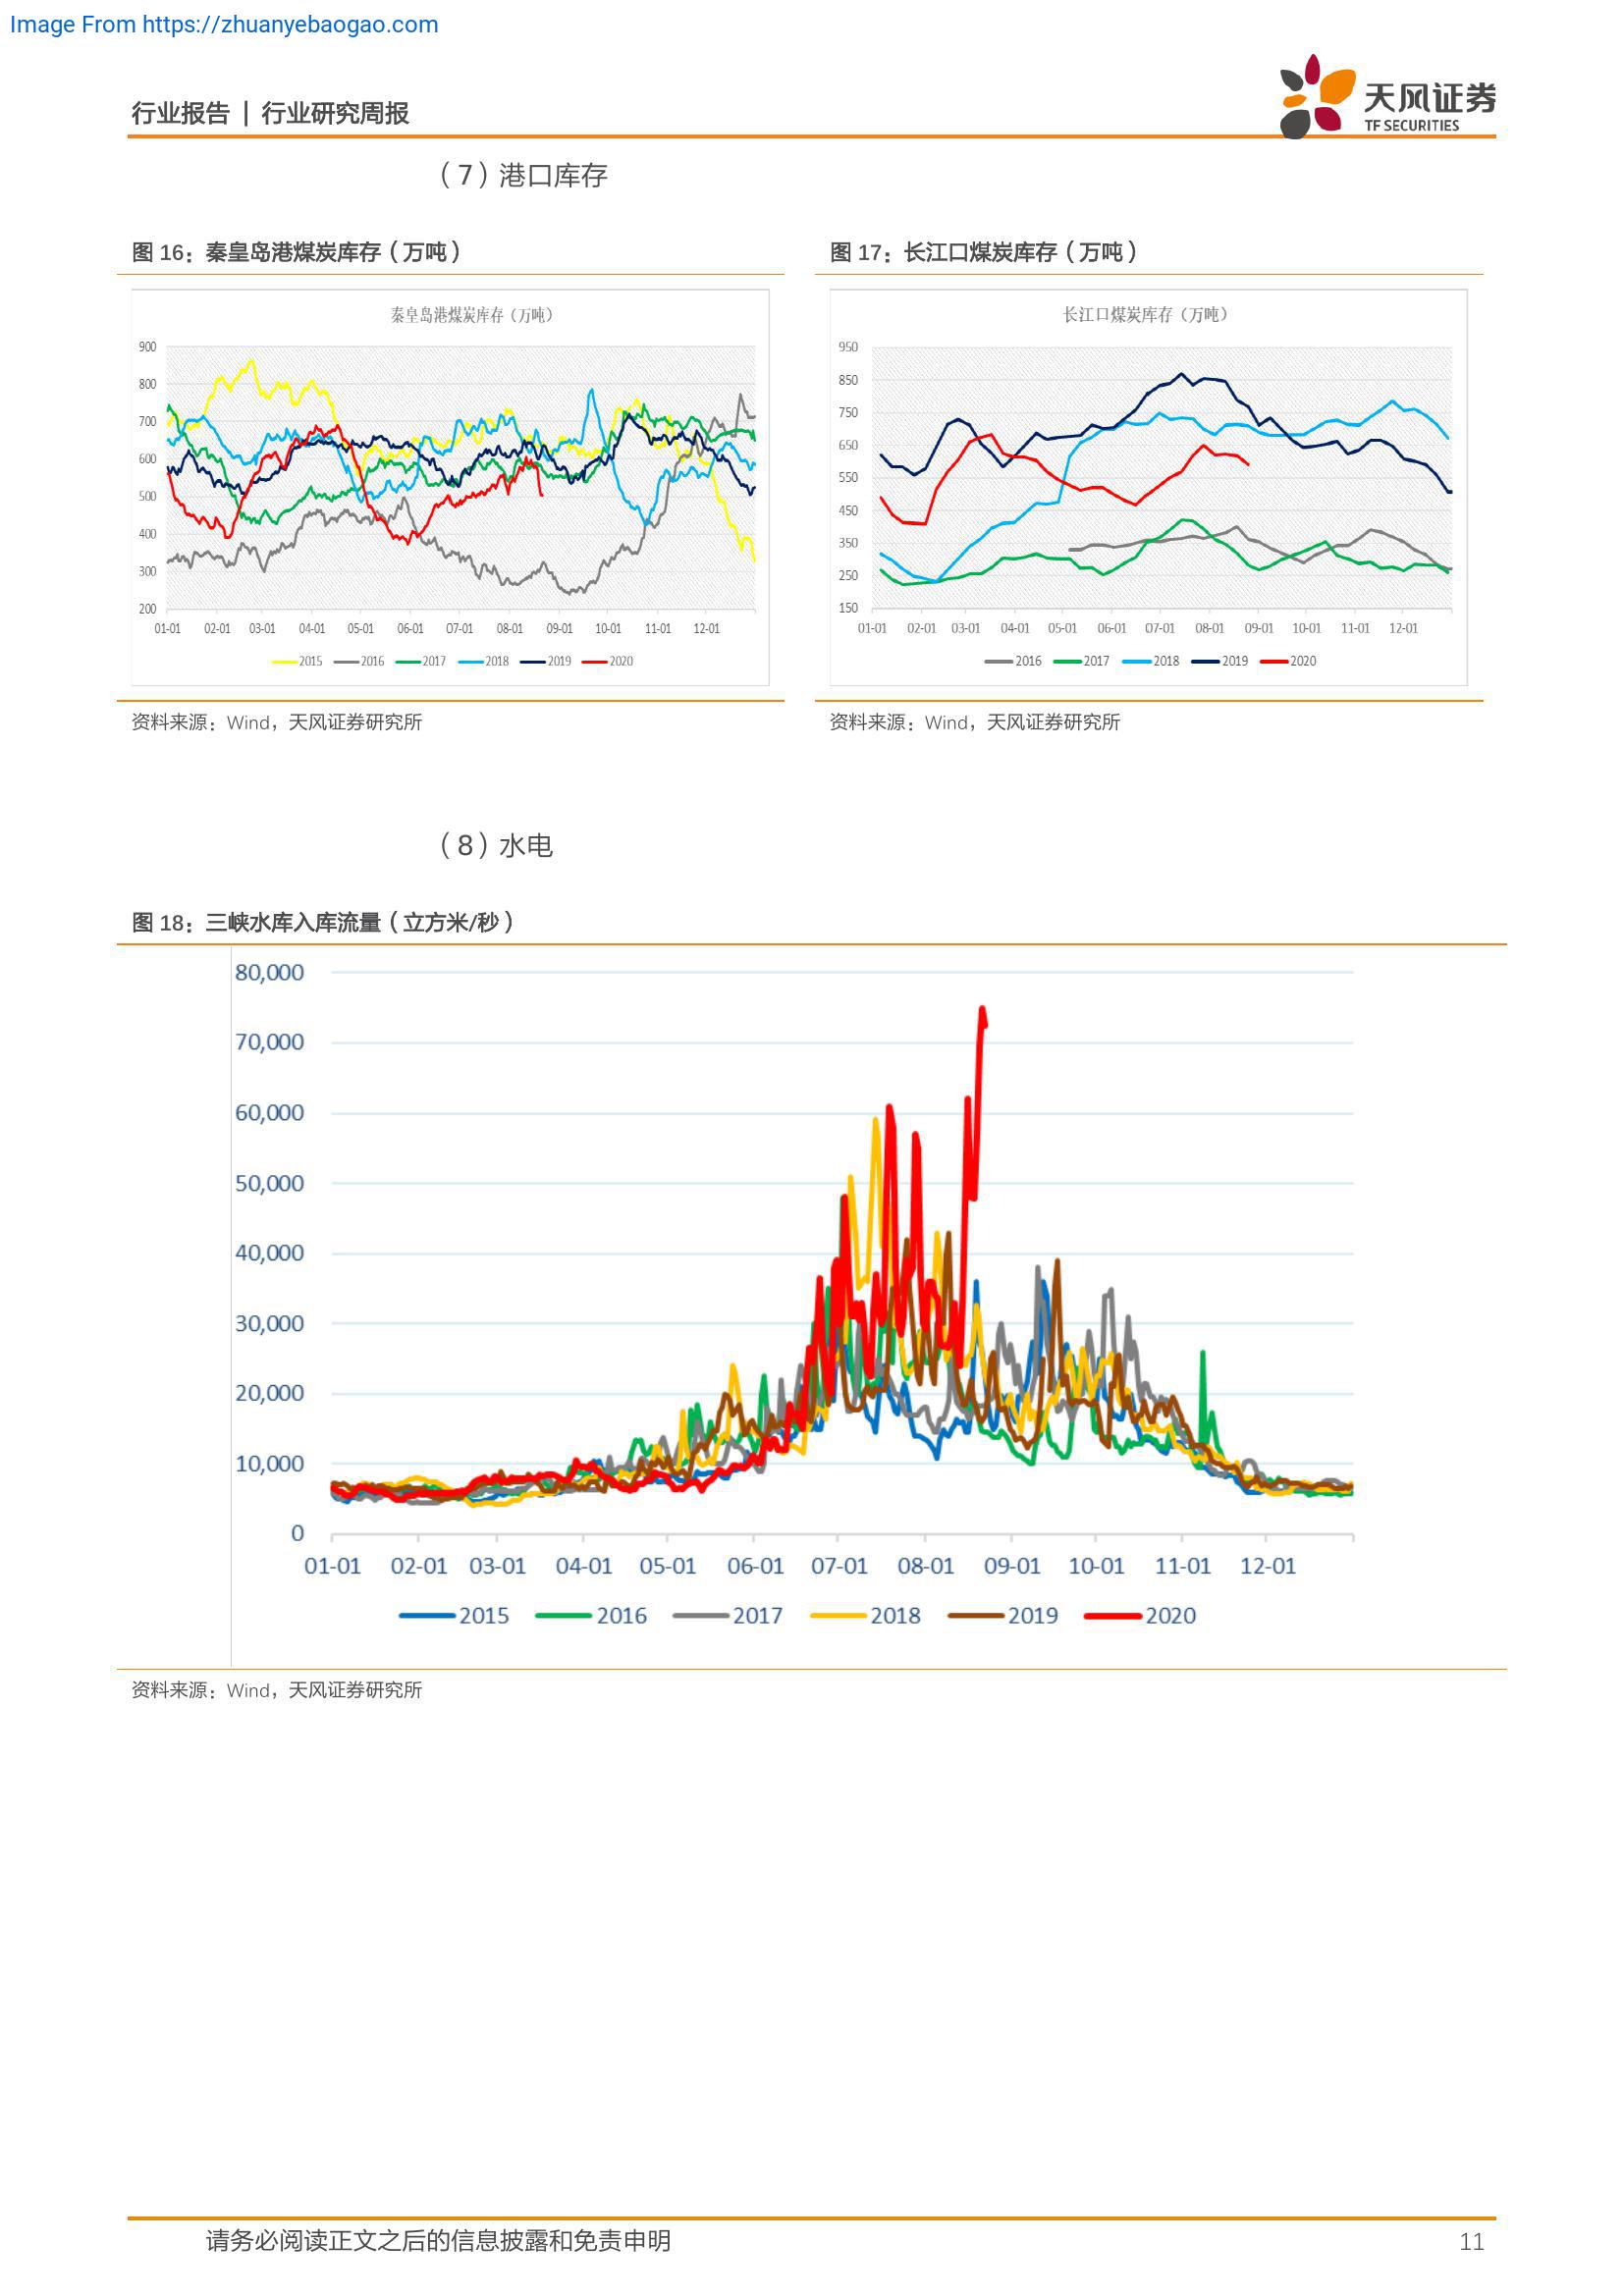 Image From https://zhuanyebaogao.com
行业报告 | 行业研究周报
天风证券
TF SECURITIES
（7）港口库存
图 16：秦皇岛港煤炭库存（万吨）
秦皇岛港煤炭库存（万吨）
900
800
700
600
500
400
300
200
01-01 02-01 03-01 04-01 05-01 06-01 07-01 08-01 09-01 10-01 11-01 12-01
2015 2016 2017 2018 2019 2020
资料来源：Wind，天风证券研究所
图 17：长江口煤炭库存（万吨）
长江口煤炭库存（万吨）
950
850
750
650
550
450
350
250
150
01-01 02-01 03-01 04-01 05-01 06-01 07-01 08-01 09-01 10-01 11-01 12-01
2016 2017 2018 2019 2020
资料来源：Wind，天风证券研究所
（8）水电
图 18：三峡水库入库流量（立方米/秒）
80,000
70,000
60,000
50,000
40,000
30,000
20,000
10,000
0
01-01 02-01 03-01 04-01 05-01 06-01 07-01 08-01 09-01 10-01 11-01 12-01
2015 2016 2017 2018 2019 2020
资料来源：Wind，天风证券研究所
请务必阅读正文之后的信息披露和免责申明
11